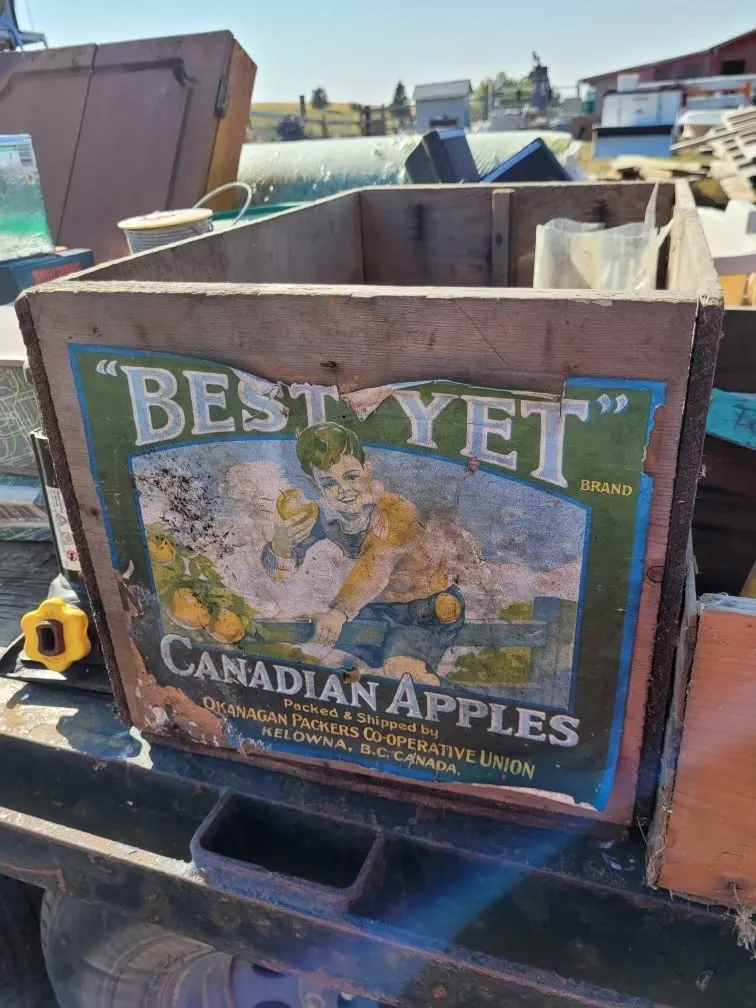 "BEST YET"
BRAND
CANADIAN APPLES
Packed & Shipped by
OKANAGAN PACKERS CO-OPERATIVE UNION
KELOWNA, B.C. CANADA.